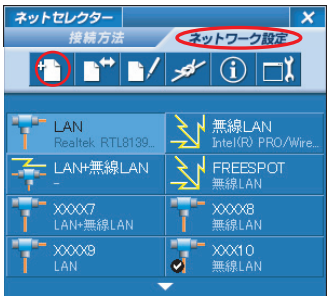 ネットセレクター
接続方法
ネットワーク設定
LAN
Realtek RTL8139...
無線LAN
Intel(R) PRO/Wire...
LAN+無線LAN
-
FREESPOT
無線LAN
XXXX7
LAN+無線LAN
XXXX8
無線LAN
XXXX9
LAN
XXX10
無線LAN